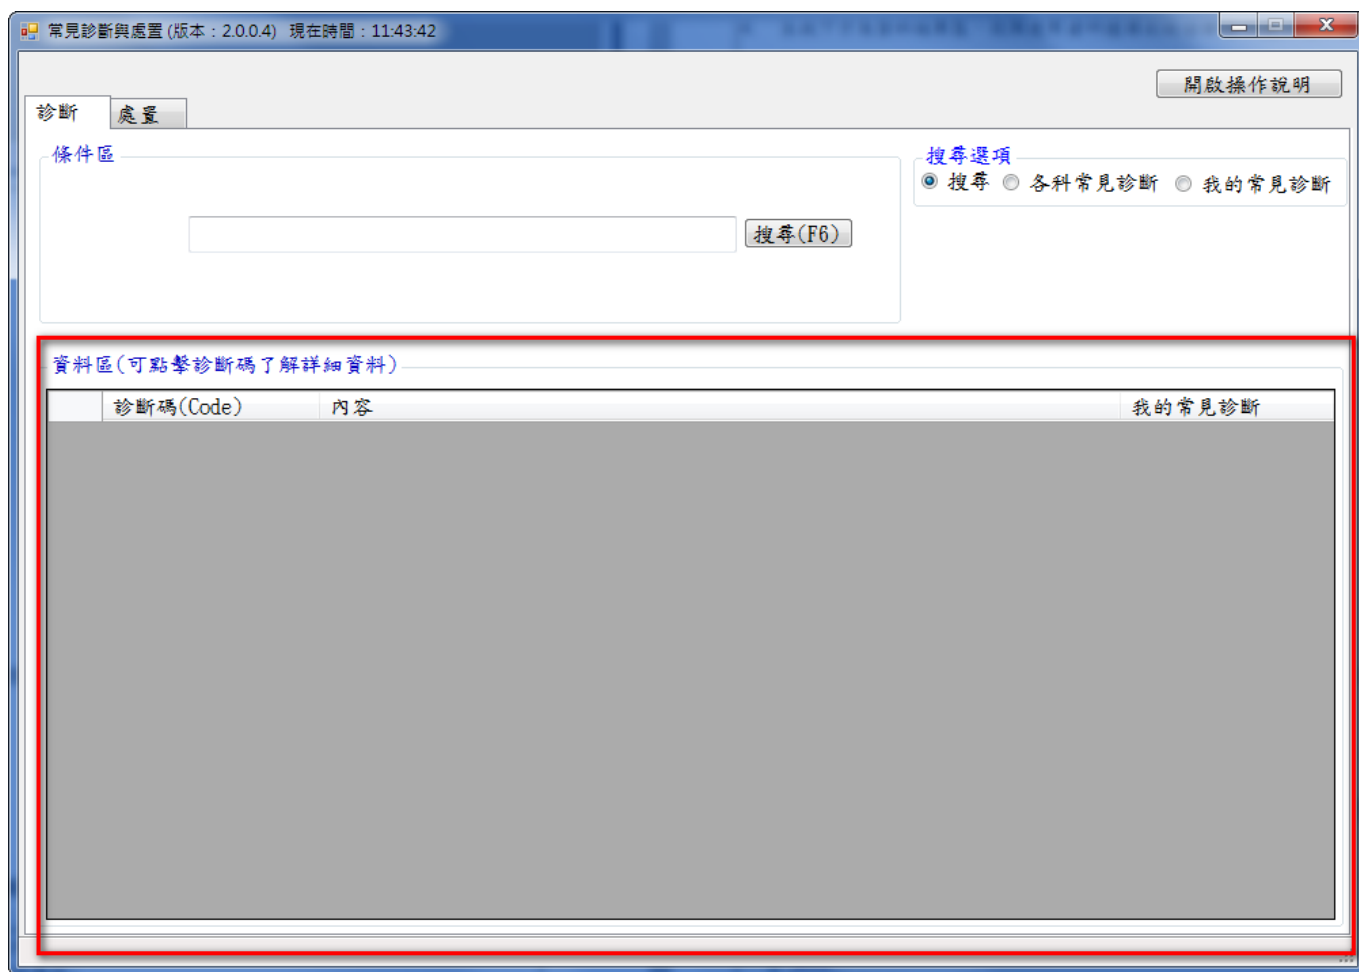 常見診斷與處置 (版本：2.0.0.4) 現在時間：11:43:42
開啟操作說明
診斷 處置
條件區
搜尋選項
搜尋 各科常見診斷 我的常見診斷
搜尋(F6)
資料區(可點擊診斷碼了解詳細資料)
診斷碼(Code) 內容 我的常見診斷